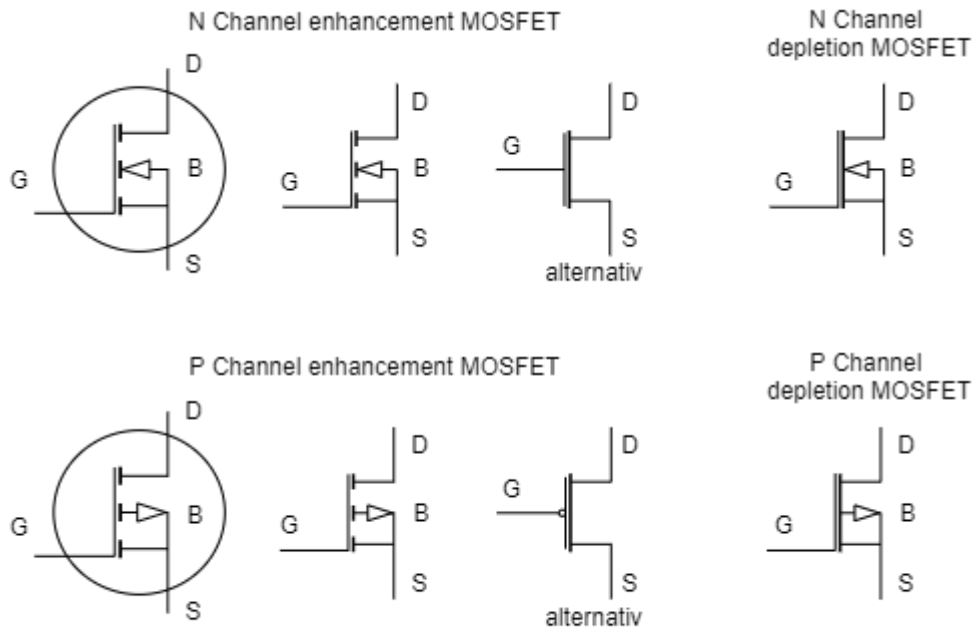 N Channel enhancement MOSFET
N Channel
depletion MOSFET
D
G
B
S
D
G
B
S
D
G
S
alternativ
D
G
B
S
P Channel enhancement MOSFET
P Channel
depletion MOSFET
D
G
B
S
D
G
B
S
D
G
S
alternativ
D
G
B
S